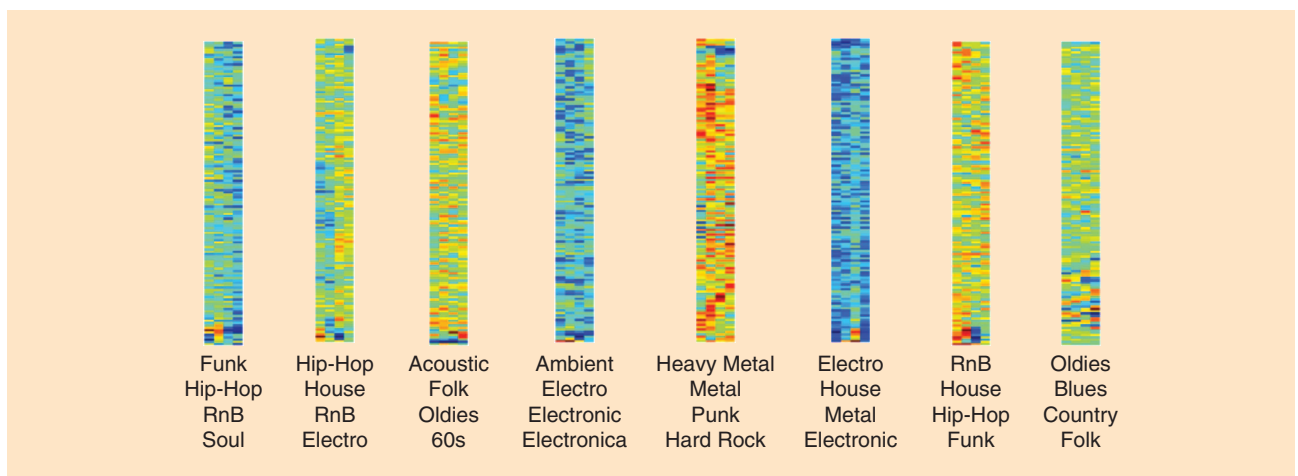 Funk Hip-Hop Acoustic Ambient Heavy Metal Electro RnB Oldies
Hip-Hop House Folk Electro Metal House House Blues
RnB RnB Oldies Electronic Punk Metal Hip-Hop Country
Soul Electro 60s Electronica Hard Rock Electronic Funk Folk